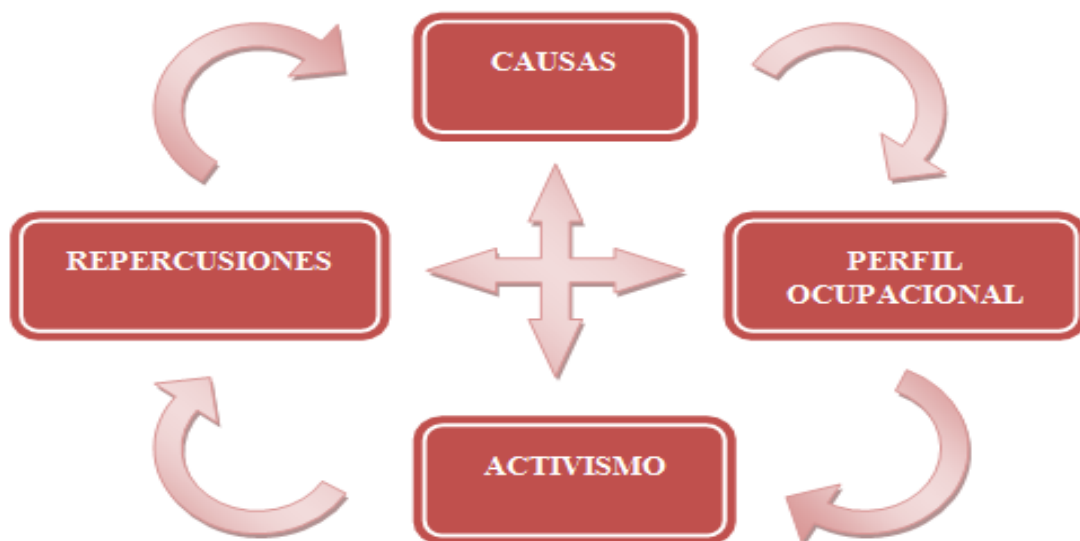 CAUSAS
REPERCUSIONES
PERFIL
OCUPACIONAL
ACTIVISMO